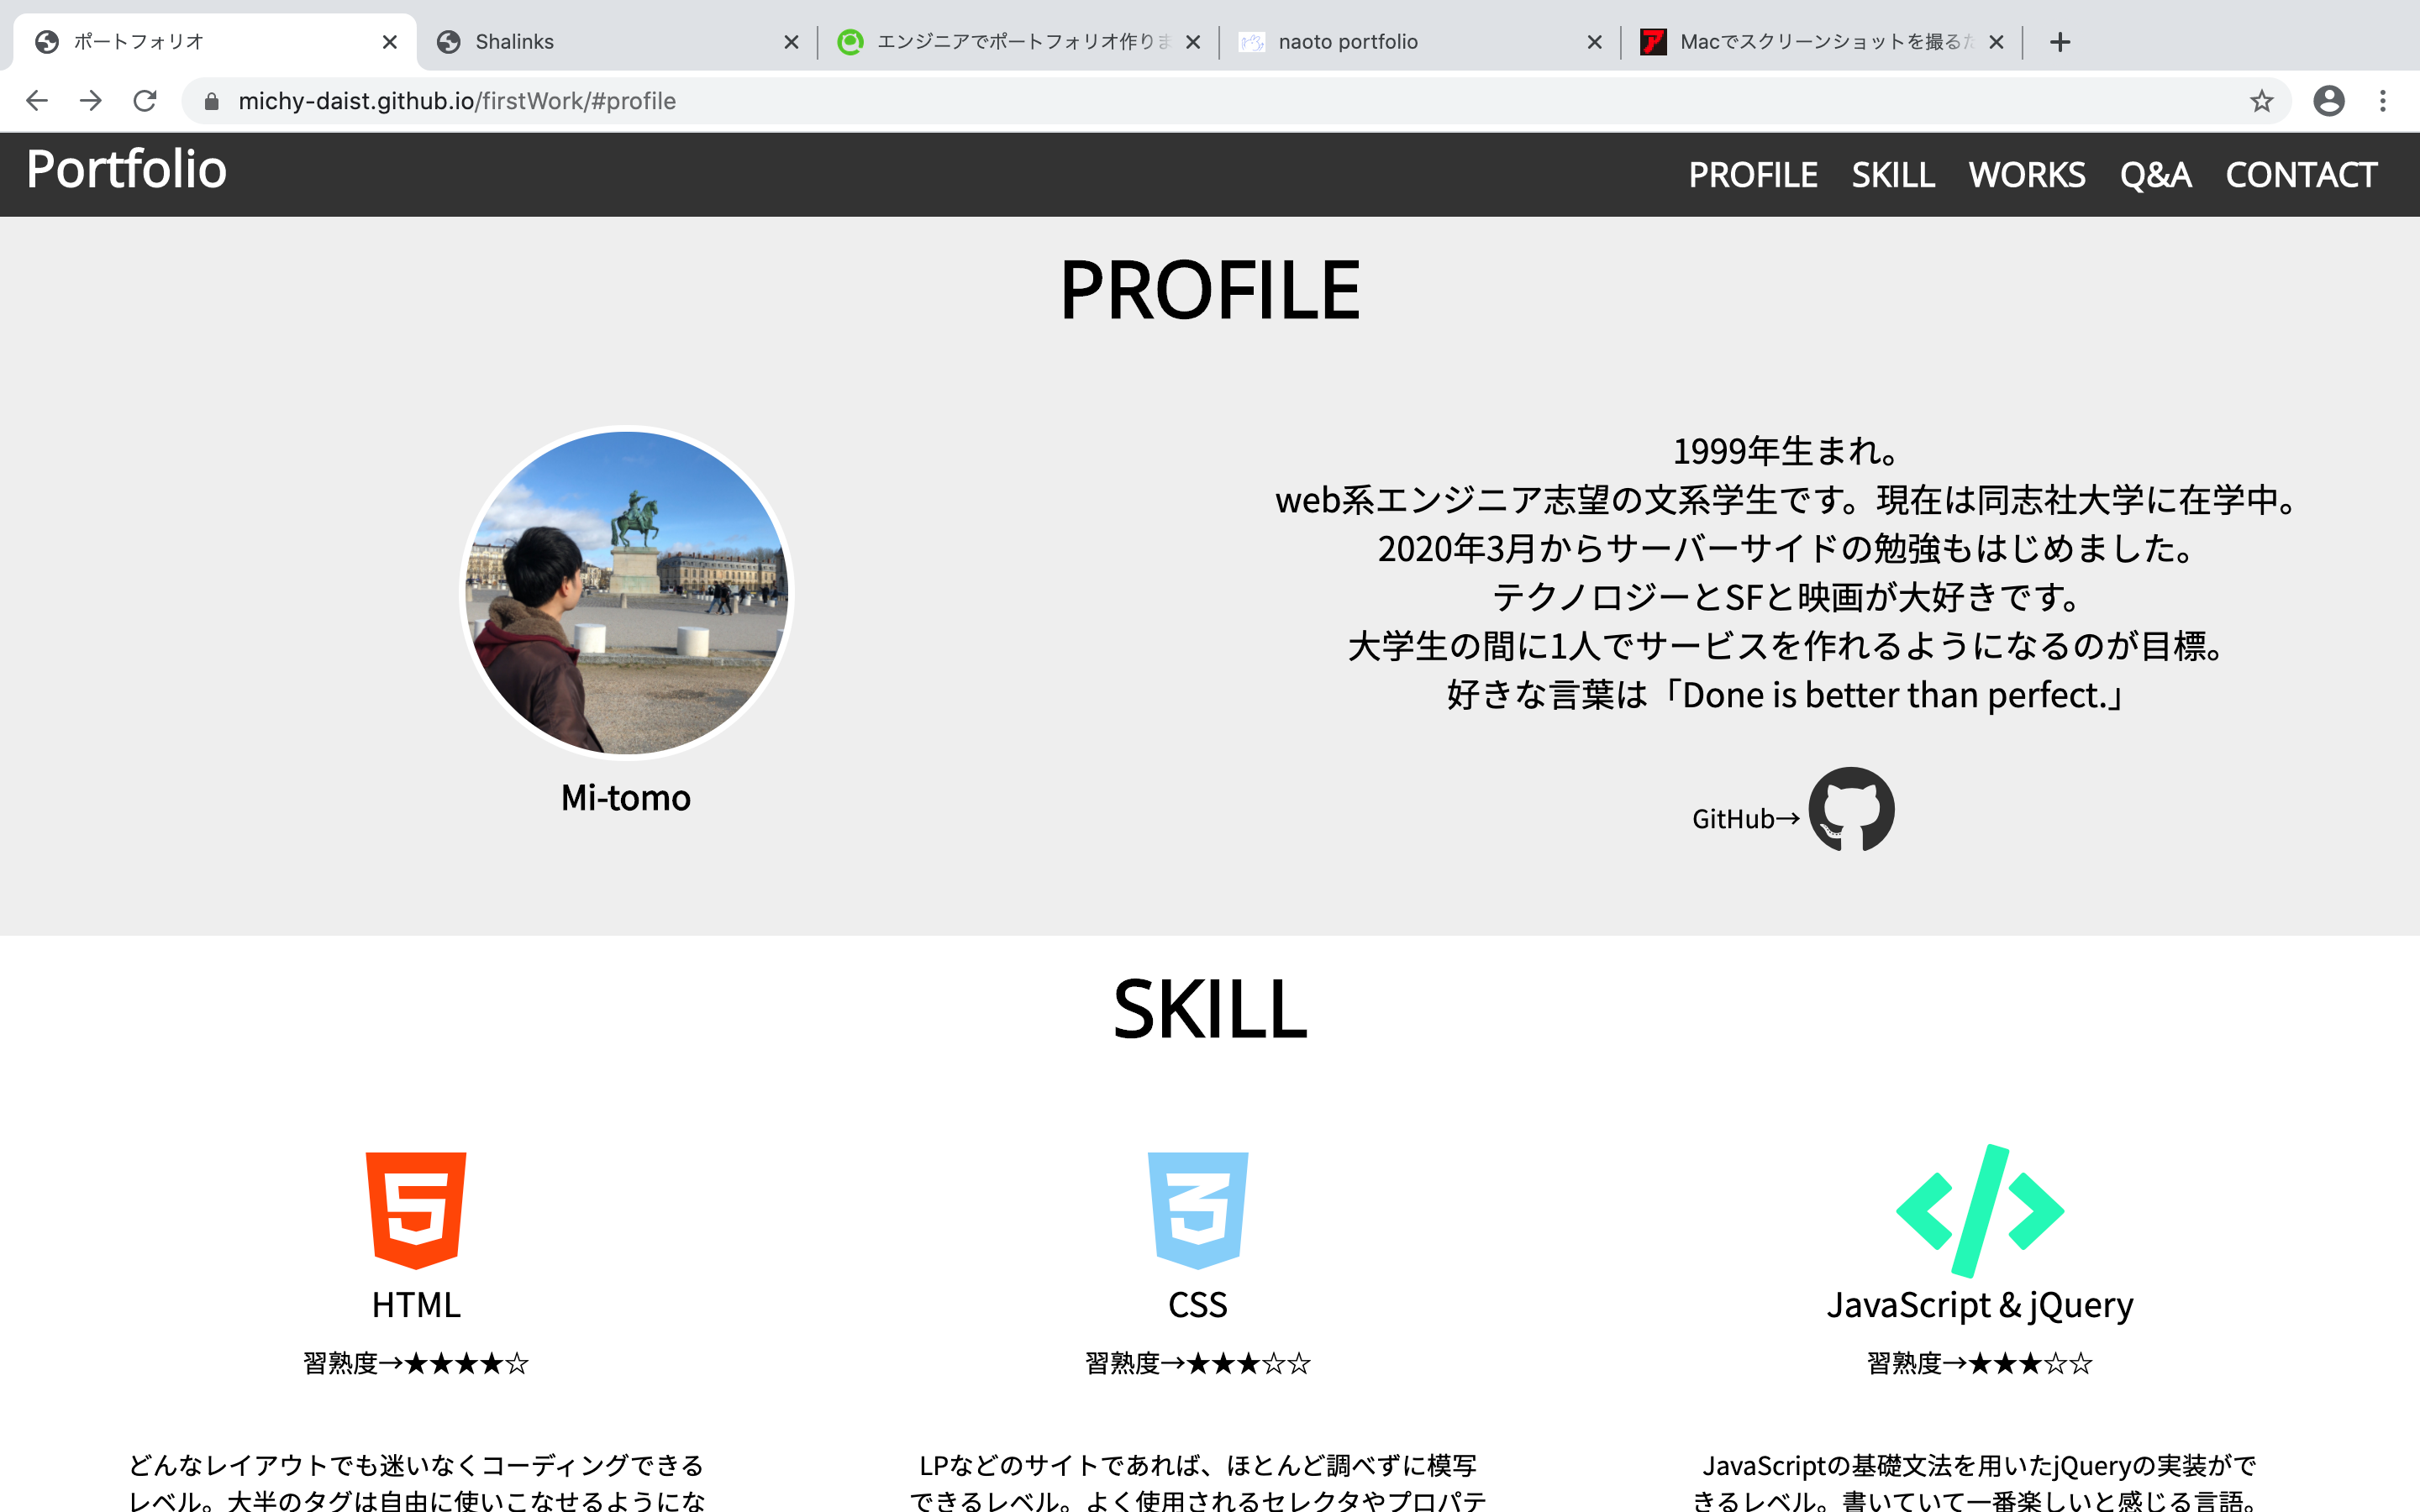 ポートフォリオ
Shalinks
エンジニアでポートフォリオ作りま
naoto portfolio
Macでスクリーンショットを撮るた
michy-daist.github.io/firstWork/#profile
Portfolio
PROFILE
SKILL
WORKS
Q&A
CONTACT
PROFILE
1999年生まれ。
web系エンジニア志望の文系学生です。現在は同志社大学に在学中。
2020年3月からサーバーサイドの勉強もはじめました。
テクノロジーとSFと映画が大好きです。
大学生の間に1人でサービスを作れるようになるのが目標。
好きな言葉は「Done is better than perfect.」
Mi-tomo
GitHub→
SKILL
HTML
習熟度→★★★★☆
どんなレイアウトでも迷いなくコーディングできる
レベル。大半のタグは自由に使いこなせるようにな
CSS
習熟度→★★★☆☆
LPなどのサイトであれば、ほとんど調べずに模写
できるレベル。よく使用されるセレクタやプロパテ
JavaScript & jQuery
習熟度→★★★☆☆
JavaScriptの基礎文法を用いたjQueryの実装がで
きるレベル。書いていて一番楽しいと感じる言語。